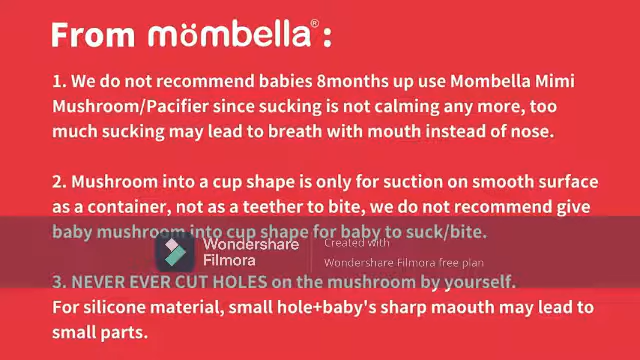 From mömbella®:
1. We do not recommend babies 8months up use Mombella Mimi
Mushroom/Pacifier since sucking is not calming any more, too
much sucking may lead to breath with mouth instead of nose.
2. Mushroom into a cup shape is only for suction on smooth surface
as a container, not as a teether to bite, we do not recommend give
baby mushroom into cup shape for baby to suck/bite.
Wondershare
Filmora
Created with
Wondershare Filmora free plan
3. NEVER EVER CUT HOLES on the mushroom by yourself.
For silicone material, small hole+baby's sharp maouth may lead to
small parts.